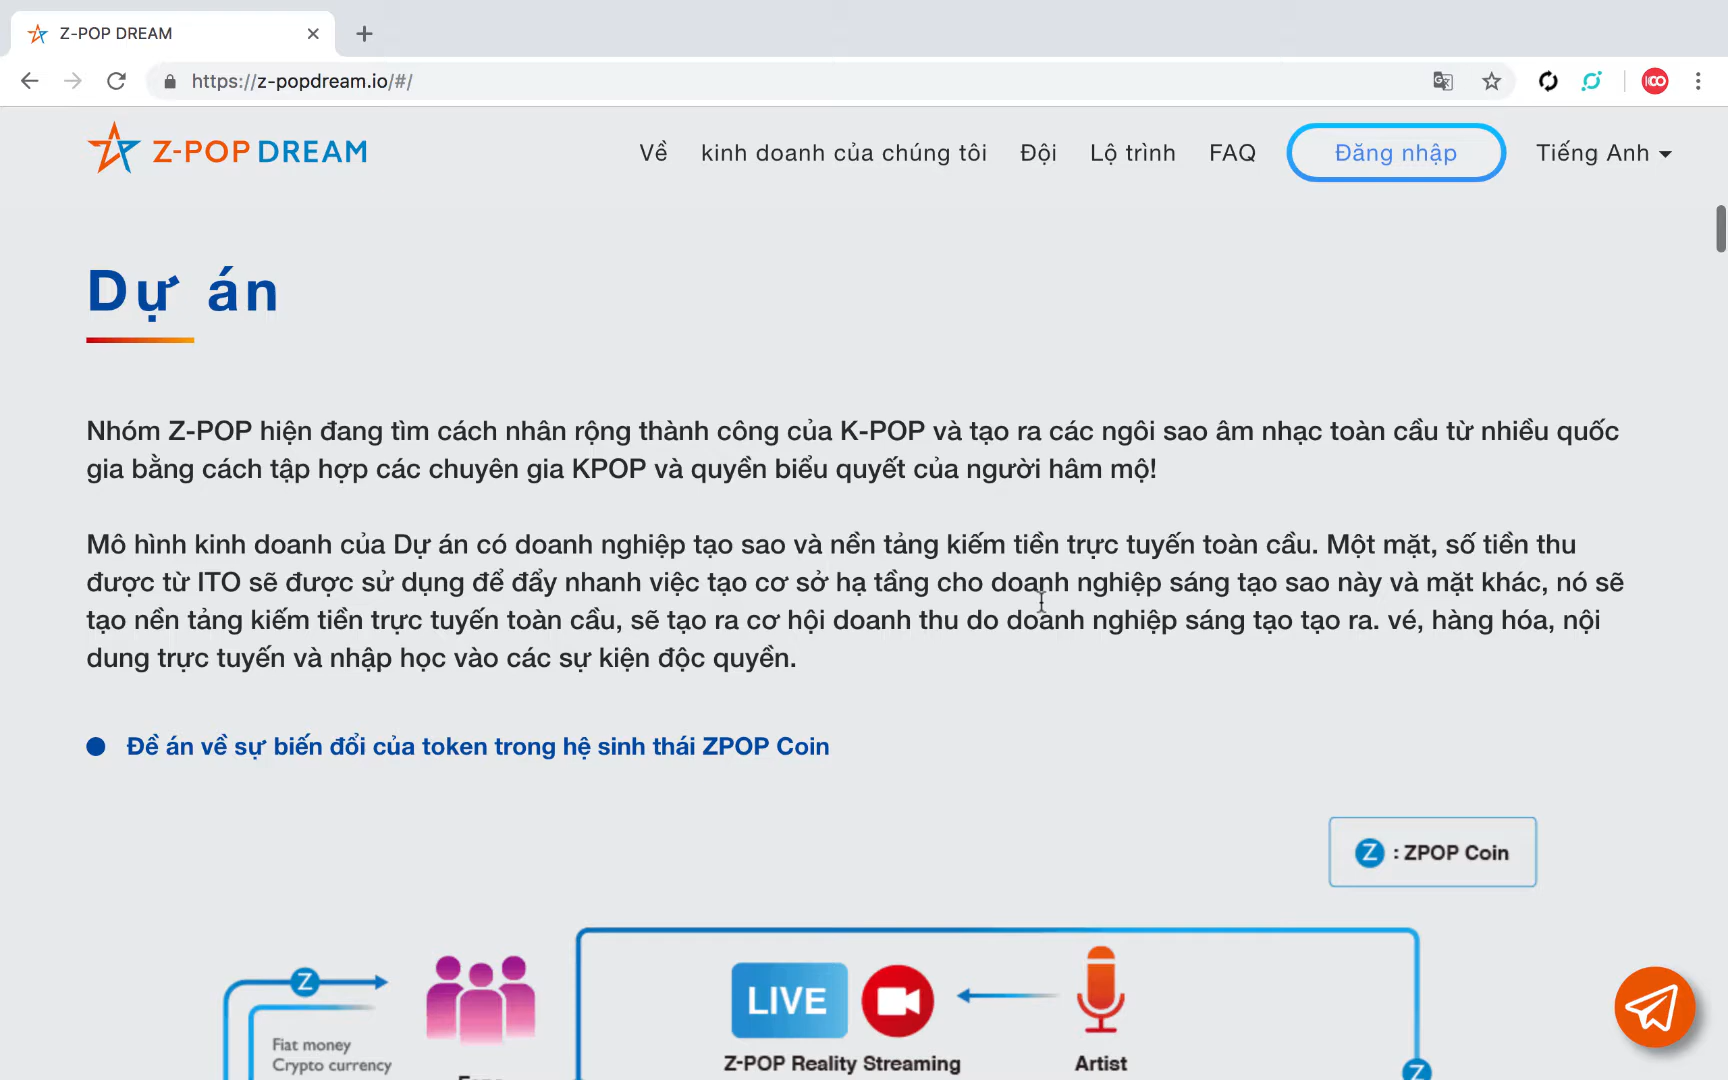 Z-POP DREAM
https://z-popdream.io/#/
Z-POP DREAM
Về kinh doanh của chúng tôi Đội Lộ trình FAQ Đăng nhập Tiếng Anh
Dự án
Nhóm Z-POP hiện đang tìm cách nhân rộng thành công của K-POP và tạo ra các ngôi sao âm nhạc toàn cầu từ nhiều quốc
gia bằng cách tập hợp các chuyên gia KPOP và quyền biểu quyết của người hâm mộ!
Mô hình kinh doanh của Dự án có doanh nghiệp tạo sao và nền tảng kiếm tiền trực tuyến toàn cầu. Một mặt, số tiền thu
được từ ITO sẽ được sử dụng để đẩy nhanh việc tạo cơ sở hạ tầng cho doanh nghiệp sáng tạo sao này và mặt khác, nó sẽ
tạo nền tảng kiếm tiền trực tuyến toàn cầu, sẽ tạo ra cơ hội doanh thu do doanh nghiệp sáng tạo tạo ra. vé, hàng hóa, nội
dung trực tuyến và nhập học vào các sự kiện độc quyền.
Đề án về sự biến đổi của token trong hệ sinh thái ZPOP Coin
Z : ZPOP Coin
Z
LIVE
Fiat money
Crypto currency
Z-POP Reality Streaming
Artist
Z